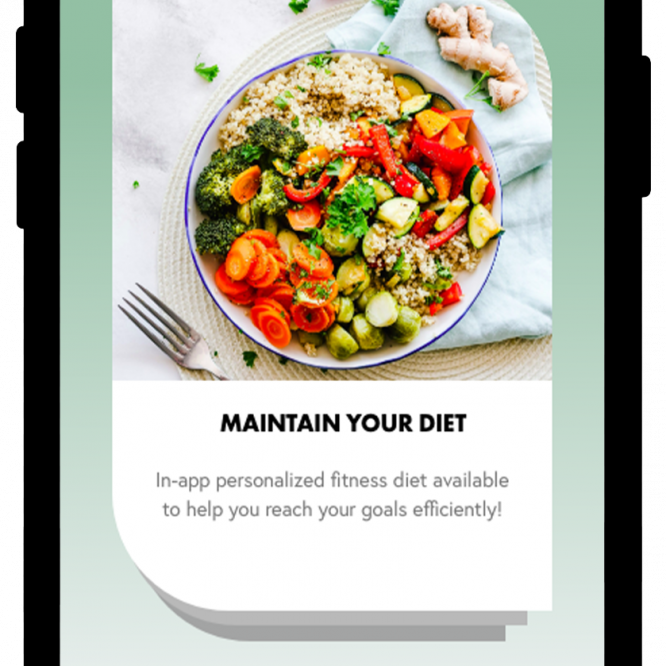 MAINTAIN YOUR DIET
In-app personalized fitness diet available
to help you reach your goals efficiently!